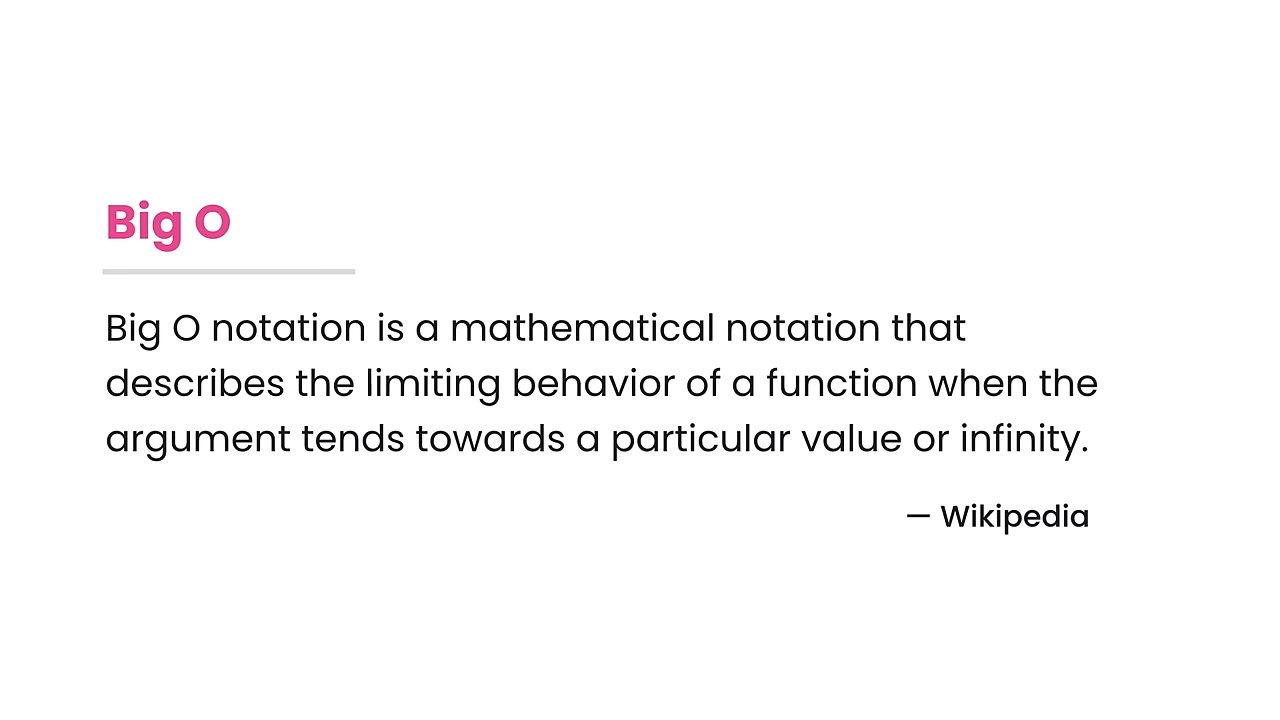 Big O
Big O notation is a mathematical notation that
describes the limiting behavior of a function when the
argument tends towards a particular value or infinity.
— Wikipedia